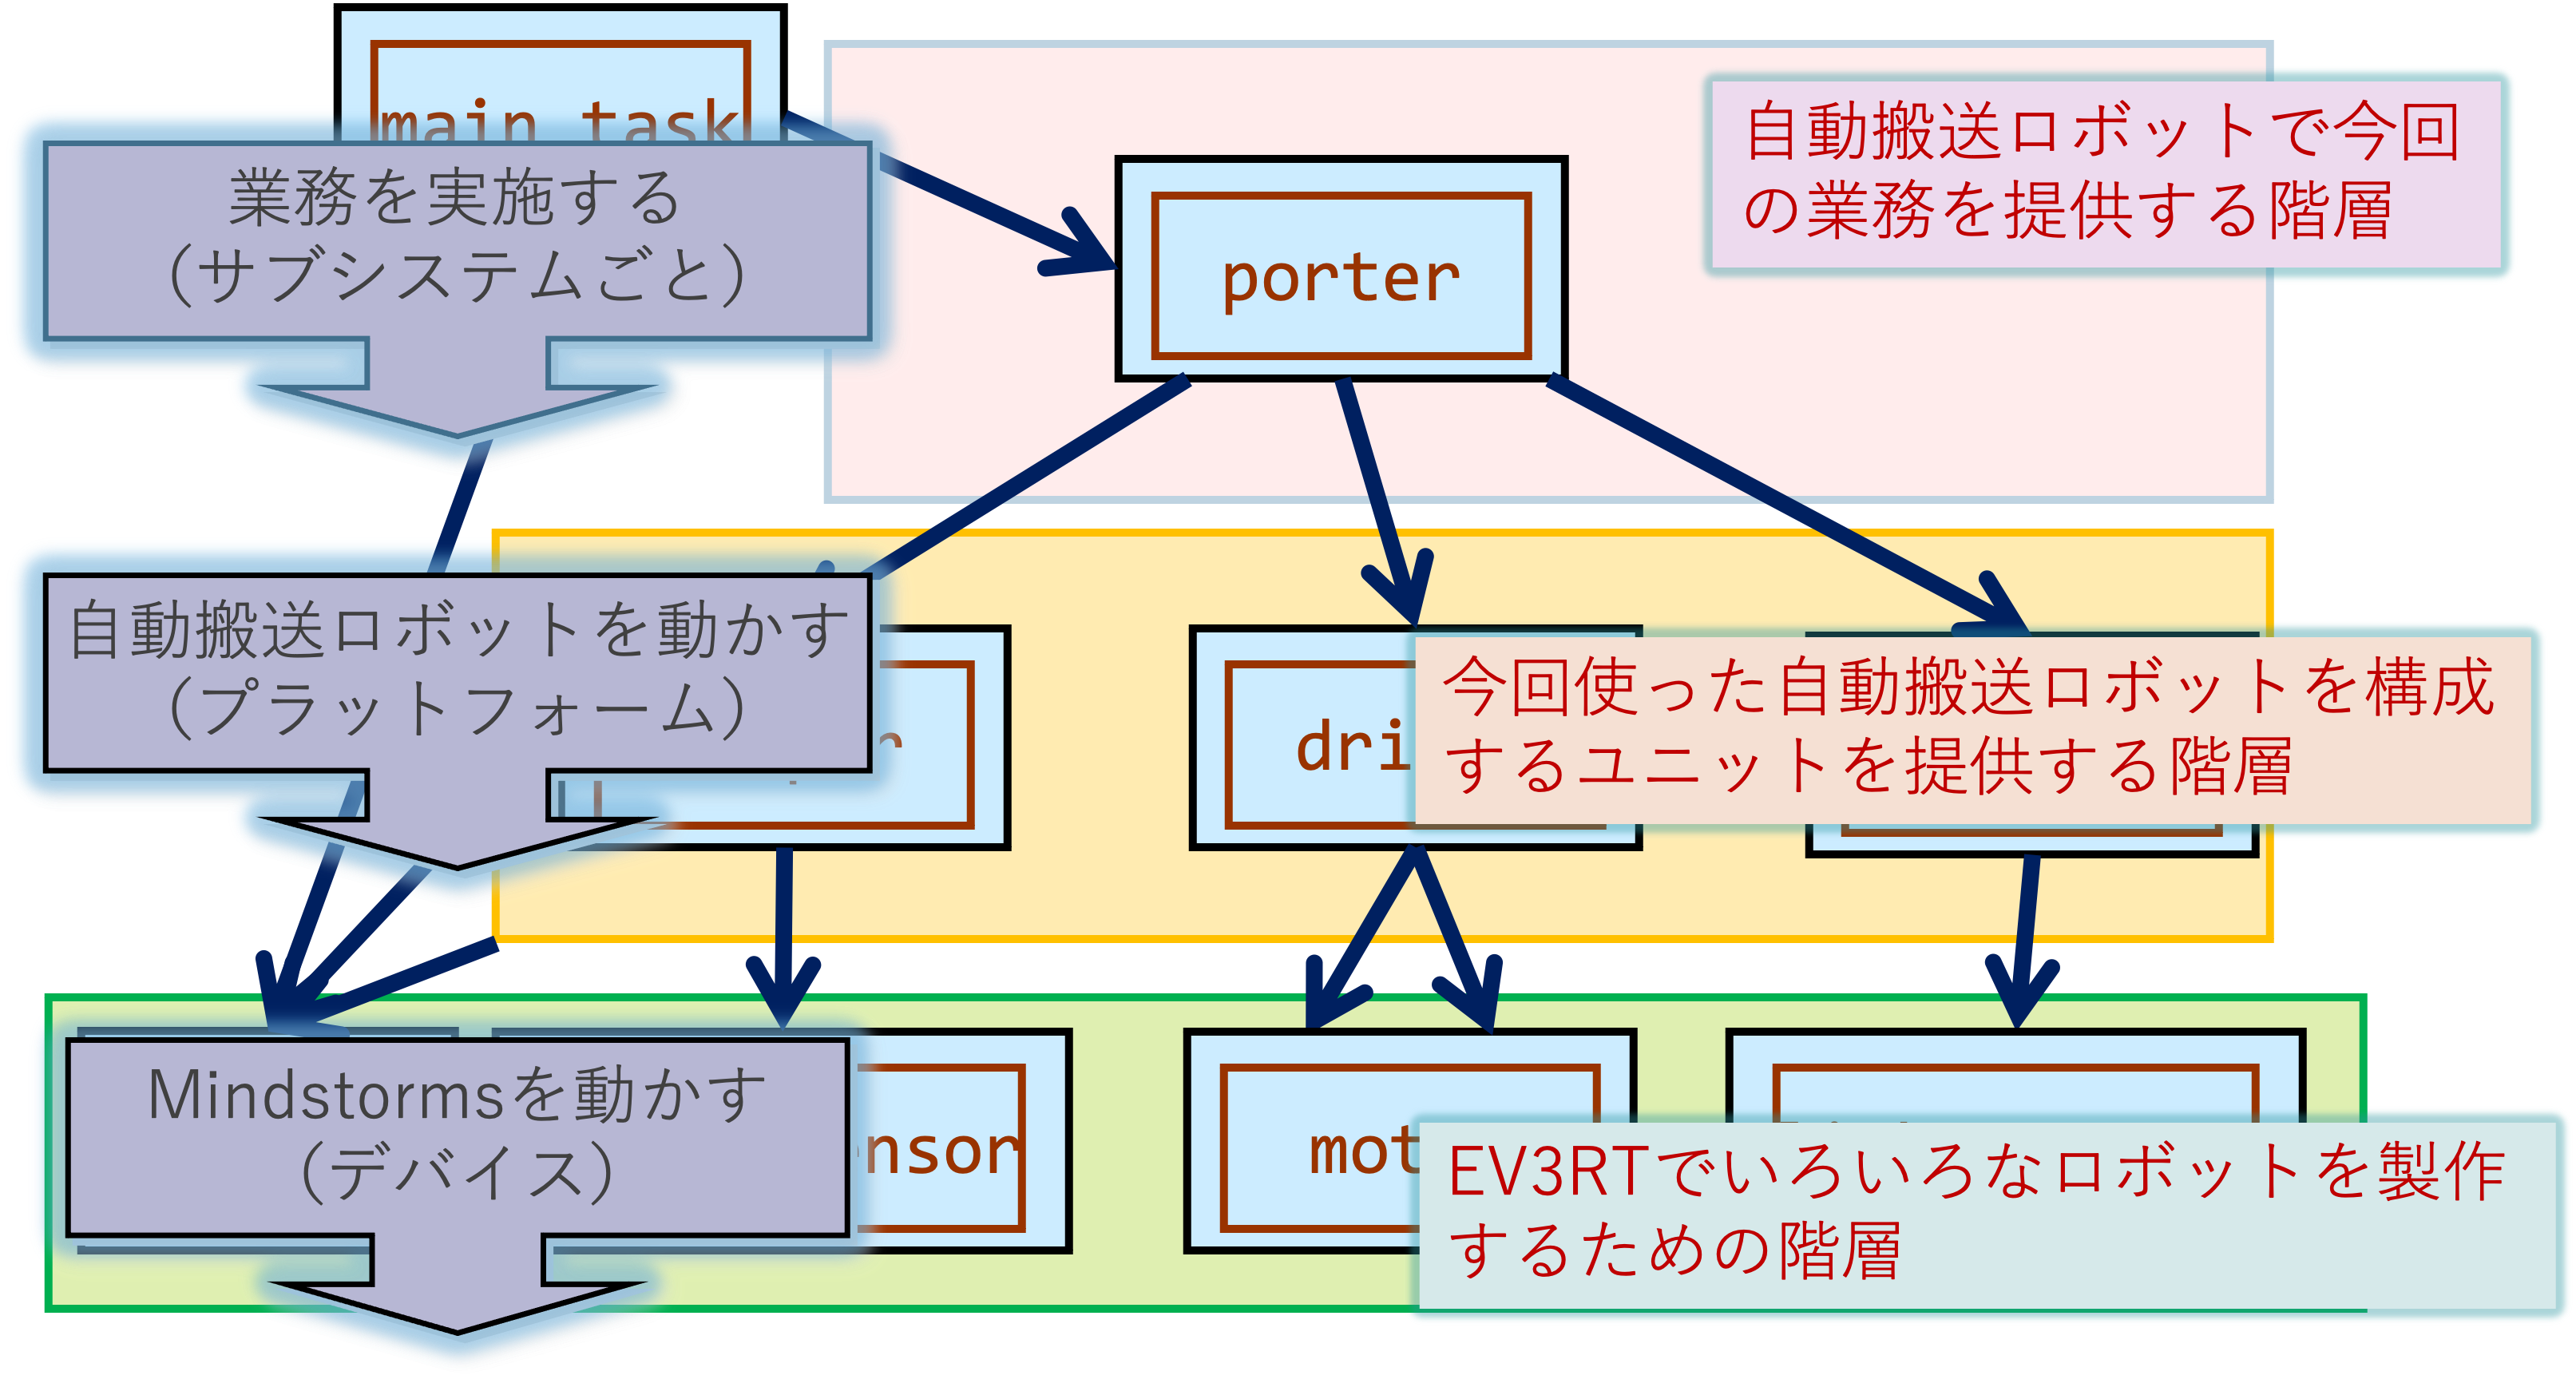 main task
業務を実施する
（サブシステムごと）
自動搬送ロボットで今回
の業務を提供する階層
porter
自動搬送ロボットを動かす
（プラットフォーム）
今回使った自動搬送ロボットを構成
するユニットを提供する階層
Mindstormsを動かす
（デバイス）
EV3RTでいろいろなロボットを製作
するための階層